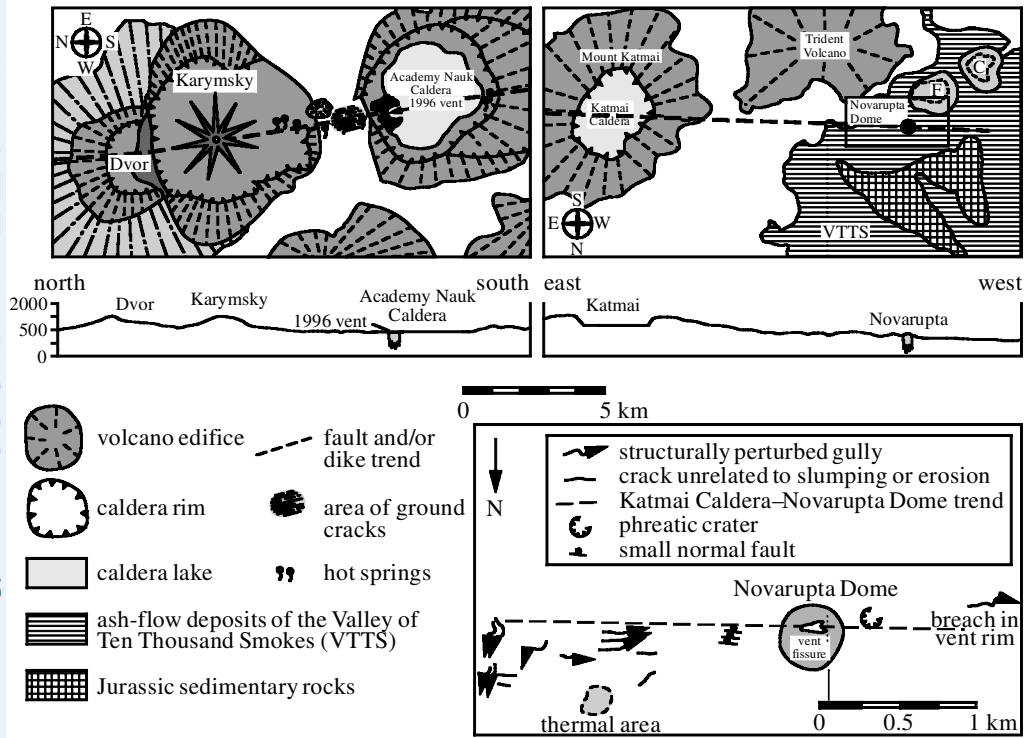 E
N S
W
Karymsky
Dvor
Academy Nauk
Caldera
1996 vent
Mount Katmai
Katmai
Caldera
Trident
Volcano
C
F
Novarupta
Dome
VTTS
S
E W
N
north
south
east
west
2000
500
0
Dvor
Karymsky
1996 vent
Academy Nauk
Caldera
Katmai
Novarupta
0
5 km
volcano edifice
caldera rim
caldera lake
ash-flow deposits of the Valley of
Ten Thousand Smokes (VTTS)
Jurassic sedimentary rocks
fault and/or
dike trend
area of ground
cracks
hot springs
N
structurally perturbed gully
crack unrelated to slumping or erosion
Katmai Caldera–Novarupta Dome trend
phreatic crater
small normal fault
Novarupta Dome
vent
fissure
breach in
vent rim
thermal area
0 0.5 1 km